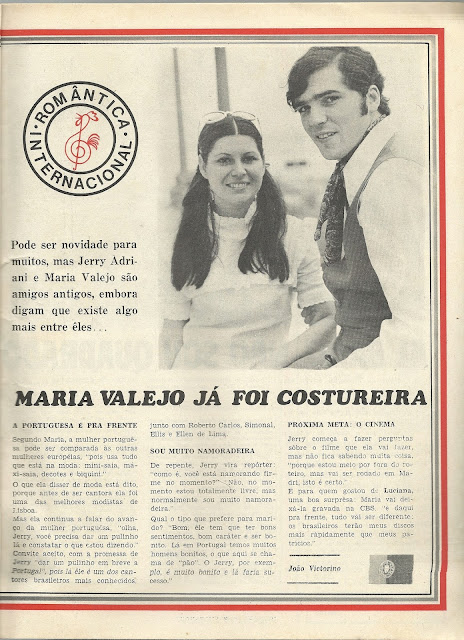 ROMÂNTICA
INTERNACIONAL
Pode ser novidade para
muitos, mas Jerry Adri-
ani e Maria Valejo são
amigos antigos, embora
digam que existe algo
mais entre êles...
MARIA VALEJO JÁ FOI COSTUREIRA
A PORTUGUESA É PRA FRENTE
Segundo Maria, a mulher portuguê-
sa pode ser comparada às outras
mulheres européias; "pois usa tudo
que está na moda: mini-saia, má-
xi-saia, decotes e biquini."
O que ela disser de moda está dito,
porque antes de ser cantora ela foi
uma das melhores modistas de
Lisboa.
Mas ela continua a falar do avan-
ço da mulher portuguêsa, "olha,
Jerry, você precisa dar um pulinho
lá e constatar o que estou dizendo."
Convite aceito, com a promessa de
Jerry "dar um pulinho em breve a
Portugal", pois lá êle é um dos can-
tores brasileiros mais conhecidos,
junto com Roberto Carlos, Simonal,
Ellis e Ellen de Lima.
SOU MUITO NAMORADEIRA
De repente, Jerry vira repórter:
"como é, você está namorando fir-
me no momento?" "Não, no mo-
mento estou totalmente livre, mas
normalmente sou muito namora-
deira."
Qual o tipo que prefere para mari-
do? "Bom, êle tem que ter bons
sentimentos, bom caráter e ser bo-
nito. Lá em Portugal temos muitos
homens bonitos, o que aqui se cha-
ma de "pão". O Jerry, por exem-
plo, é muito bonito e lá faria su-
cesso."
PROXIMA META: O CINEMA
Jerry começa a fazer perguntas
sôbre o filme que ela vai fazer,
mas não fica sabendo muita coisa,
"porque estou meio por fora do ro-
teiro, mas vai ser rodado em Ma-
dri, isto é certo."
E para quem gostou de Luciana,
uma boa surprêsa: Maria vai dei-
xá-la gravada na CBS, "e daqui
pra frente, tudo vai ser diferente:
os brasileiros terão meus discos
mais ràpidamente que meus pa-
trícios."
João Victorino